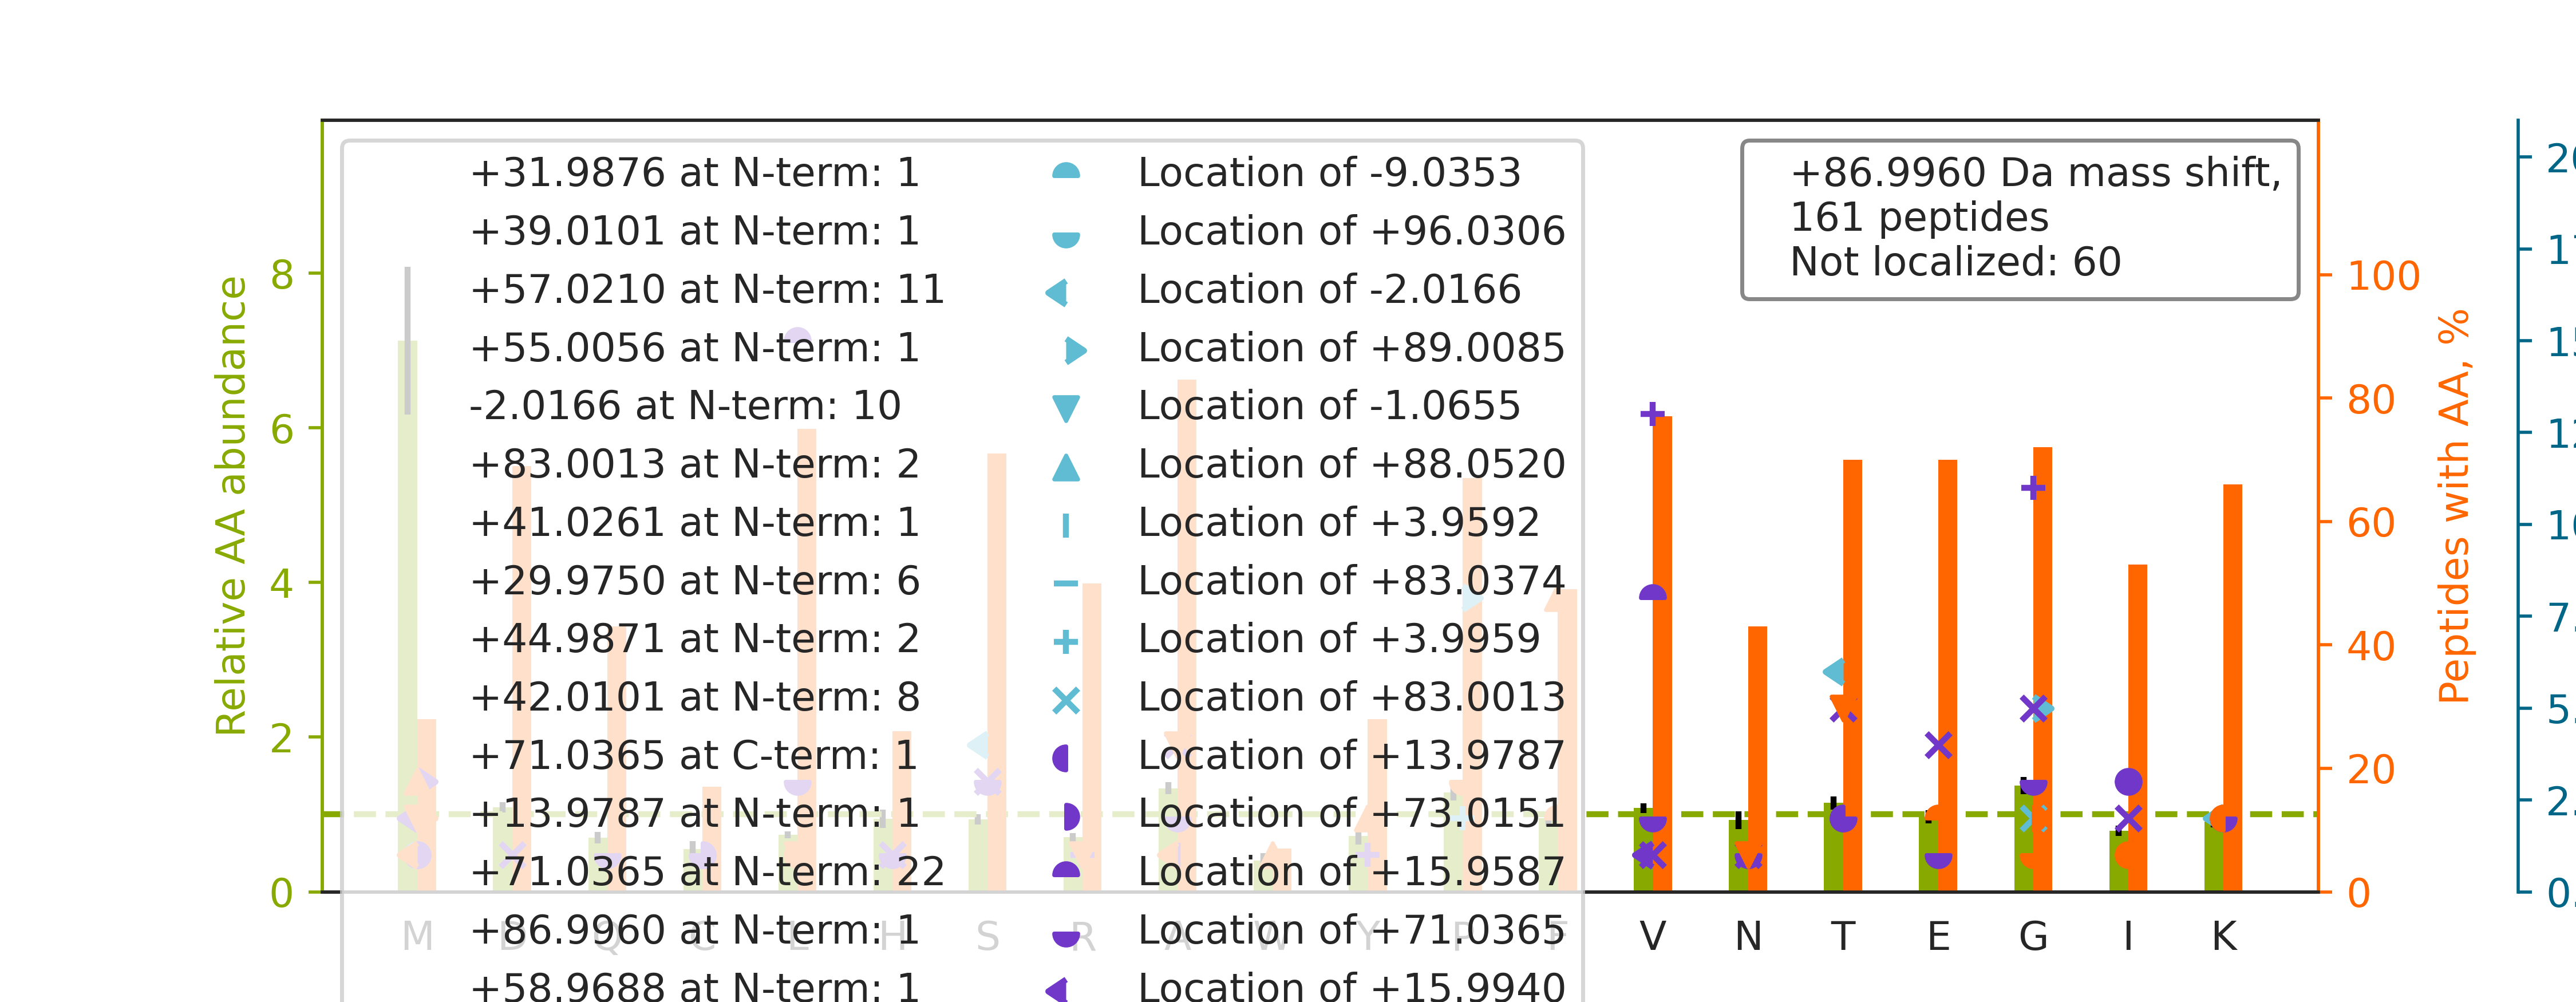 +31.9876 at N-term: 1
+39.0101 at N-term: 1
+57.0210 at N-term: 11
+55.0056 at N-term: 1
-2.0166 at N-term: 10
+83.0013 at N-term: 2
+41.0261 at N-term: 1
+29.9750 at N-term: 6
+44.9871 at N-term: 2
+42.0101 at N-term: 8
+71.0365 at C-term: 1
+13.9787 at N-term: 1
+71.0365 at N-term: 22
+86.9960 at N-term: 1
+58.9688 at N-term: 1
Location of -9.0353
Location of +96.0306
Location of -2.0166
Location of +89.0085
Location of -1.0655
Location of +88.0520
Location of +3.9592
Location of +83.0374
Location of +3.9959
Location of +83.0013
Location of +13.9787
Location of +73.0151
Location of +15.9587
Location of +71.0365
Location of +15.9940
+86.9960 Da mass shift,
161 peptides
Not localized: 60
Relative AA abundance
8
6
4
2
0
M D Q C L H S R A W Y P F V N T E G I K
100
80
60
40
20
0
Peptides with AA, %